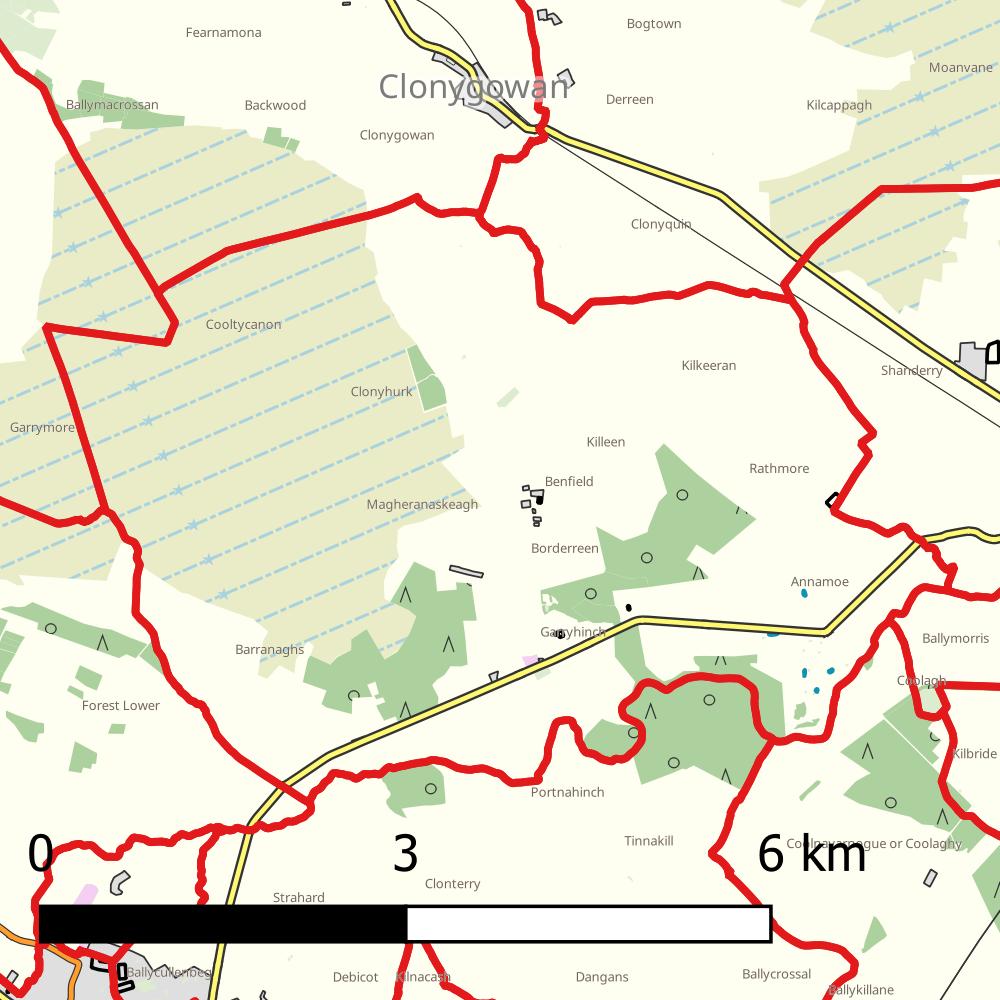 Bogtown
Fearnamona
Moanvane
Clonygowan
Derreen
Ballymacrossan
Backwood
Kilcappagh
Clonygowan
Clonyquin
Cooltycanon
Kilkeeran
Shanderry
Clonyhurk
Garrymore
Killeen
Rathmore
Benfield
Magheranaskeagh
Borderreen
Annamoe
Garryhinch
Ballymorris
Barranaghs
Coolagh
Forest Lower
Kilbride
Portnahinch
Tinnakill
Coolnavarnogue or Coolaghy
0 3 6 km
Clonterry
Strahard
Ballycullenbeg
Debicot
Kilnacash
Dangans
Ballycrossal
Ballykillane